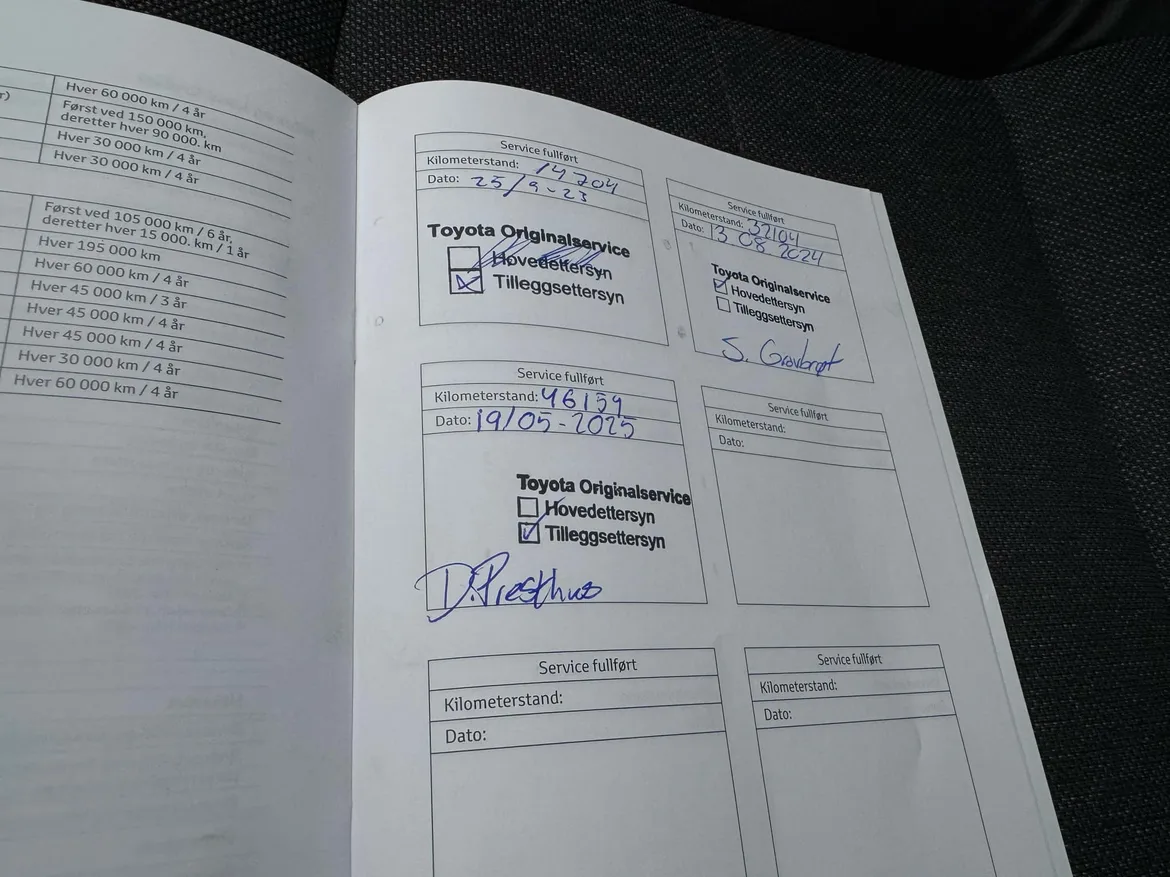 r)
Hver 60 000 km / 4 år
Først ved 150 000 km,
deretter hver 90 000. km
Hver 30 000 km / 4 år
Hver 30 000 km / 4 år
Først ved 105 000 km / 6 år,
deretter hver 15 000. km / 1 år
Hver 195 000 km
Hver 60 000 km / 4 år
Hver 45 000 km / 3 år
Hver 45 000 km / 4 år
Hver 45 000 km / 4 år
Hver 30 000 km / 4 år
Hver 60 000 km / 4 år
Service fullført
Kilometerstand: 14704
Dato: 25/9-23
Toyota Originalservice
Hovedettersyn
Tilleggsettersyn
Service fullført
Kilometerstand: 32104
Dato: 13 08 2024
Toyota Originalservice
Hovedettersyn
Tilleggsettersyn
S. Gravbrøt
Service fullført
Kilometerstand: 46159
Dato: 19/05-2025
Toyota Originalservice
Hovedettersyn
Tilleggsettersyn
D. Presthus
Service fullført
Kilometerstand:
Dato:
Service fullført
Kilometerstand:
Dato:
Service fullført
Kilometerstand:
Dato: